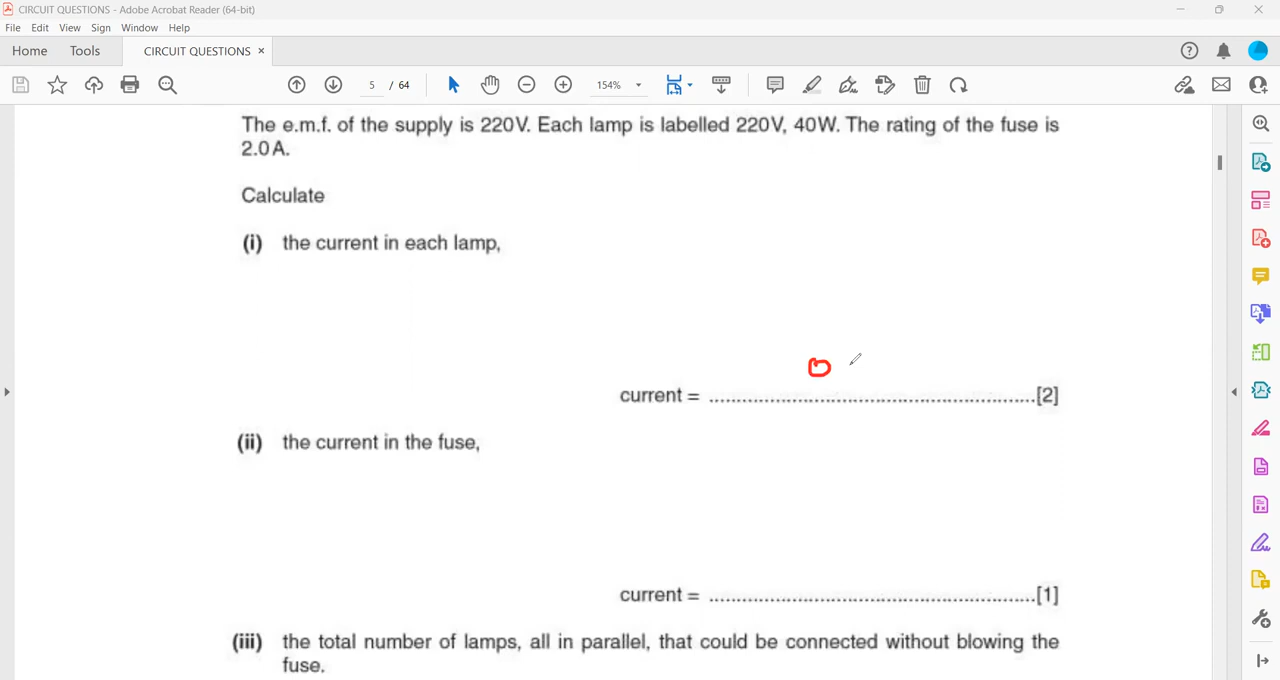 CIRCUIT QUESTIONS - Adobe Acrobat Reader (64-bit)
File Edit View Sign Window Help
Home Tools CIRCUIT QUESTIONS ×
5 / 64 154%
The e.m.f. of the supply is 220V. Each lamp is labelled 220V, 40W. The rating of the fuse is
2.0A.
Calculate
(i) the current in each lamp,
current = ..............................................................[2]
(ii) the current in the fuse,
current = ..............................................................[1]
(iii) the total number of lamps, all in parallel, that could be connected without blowing the
fuse.